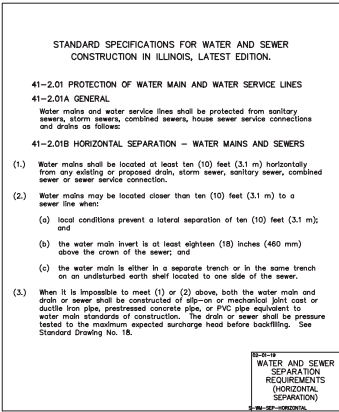 STANDARD SPECIFICATIONS FOR WATER AND SEWER
CONSTRUCTION IN ILLINOIS, LATEST EDITION.
41-2.01 PROTECTION OF WATER MAIN AND WATER SERVICE LINES
41-2.01A GENERAL
Water mains and water service lines shall be protected from sanitary
sewers, storm sewers, combined sewers, house sewer service connections
and drains as follows:
41-2.01B HORIZONTAL SEPARATION - WATER MAINS AND SEWERS
(1.) Water mains shall be located at least ten (10) feet (3.1 m) horizontally
from any existing or proposed drain, storm sewer, sanitary sewer, combined
sewer or sewer service connection.
(2.) Water mains may be located closer than ten (10) feet (3.1 m) to a
sewer line when:
(a) local conditions prevent a lateral separation of ten (10) feet (3.1 m);
and
(b) the water main invert is at least eighteen (18) inches (460 mm)
above the crown of the sewer; and
(c) the water main is either in a separate trench or in the same trench
on an undisturbed earth shelf located to one side of the sewer.
(3.) When it is impossible to meet (1) or (2) above, both the water main and
drain or sewer shall be constructed of slip-on or mechanical joint cast or
ductile iron pipe, prestressed concrete pipe, or PVC pipe equivalent to
water main standards of construction. The drain or sewer shall be pressure
tested to the maximum expected surcharge head before backfilling. See
Standard Drawing No. 18.
03-01-19
WATER AND SEWER
SEPARATION
REQUIREMENTS
(HORIZONTAL
SEPARATION)
S-WM-SEP-HORIZONTAL